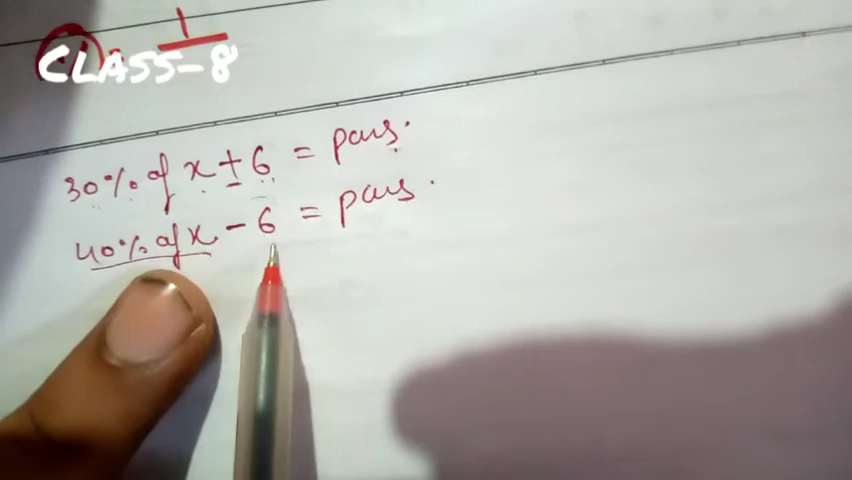 CLASS-8
30% of x + 6 = pass.
40% of x - 6 = pass.